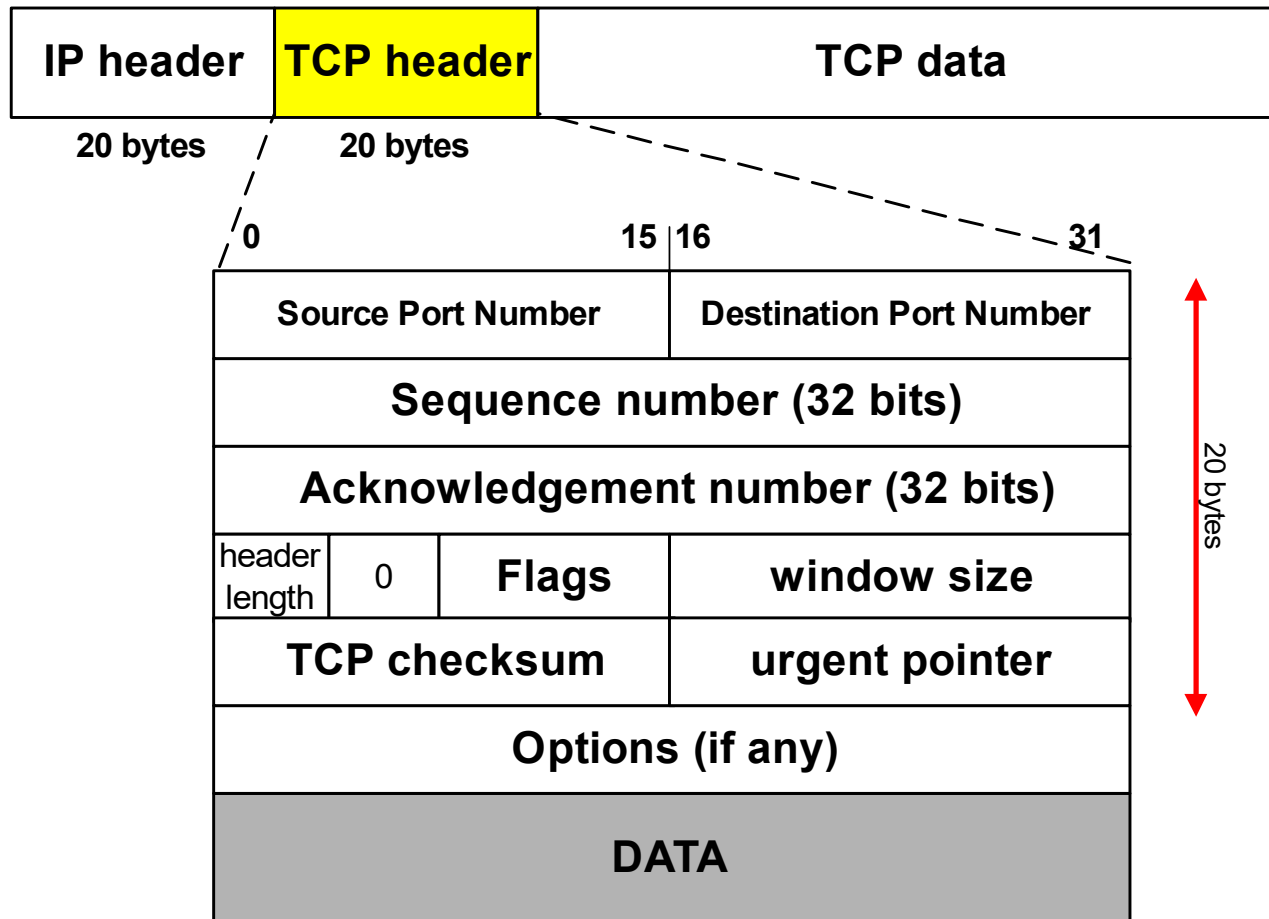 IP header TCP header TCP data
20 bytes 20 bytes
0 15 16 31
Source Port Number Destination Port Number
Sequence number (32 bits)
Acknowledgement number (32 bits)
header
length 0 Flags window size
TCP checksum urgent pointer
Options (if any)
DATA
20 bytes